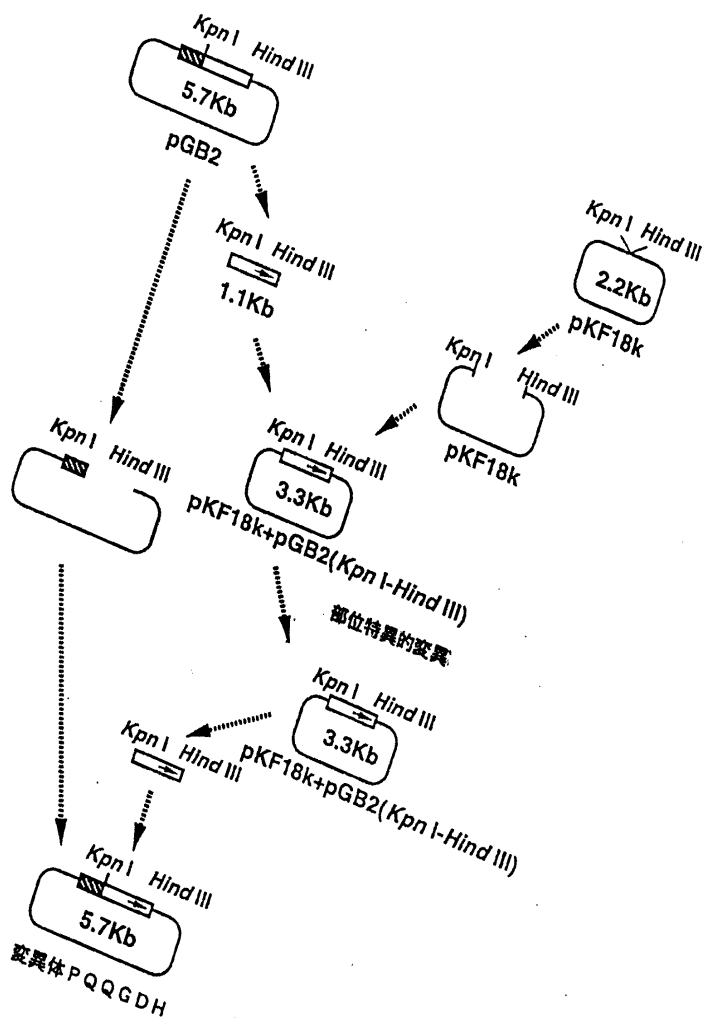 Kpn I Hind III
5.7Kb
pGB2
Kpn I Hind III
1.1Kb
Kpn I Hind III
2.2Kb
pKF18k
Kpn I Hind III
pKF18k
Kpn I Hind III
Kpn I Hind III
3.3Kb
pKF18k+pGB2(Kpn I-Hind III)
部位特異的変異
Kpn I Hind III
3.3Kb
pKF18k+pGB2(Kpn I-Hind III)
Kpn I Hind III
Kpn I Hind III
5.7Kb
変異体PQQGDH